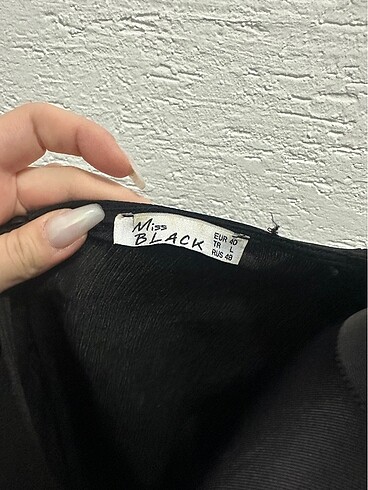 Miss
BLACK
EUR 40
TR L
RUS 48